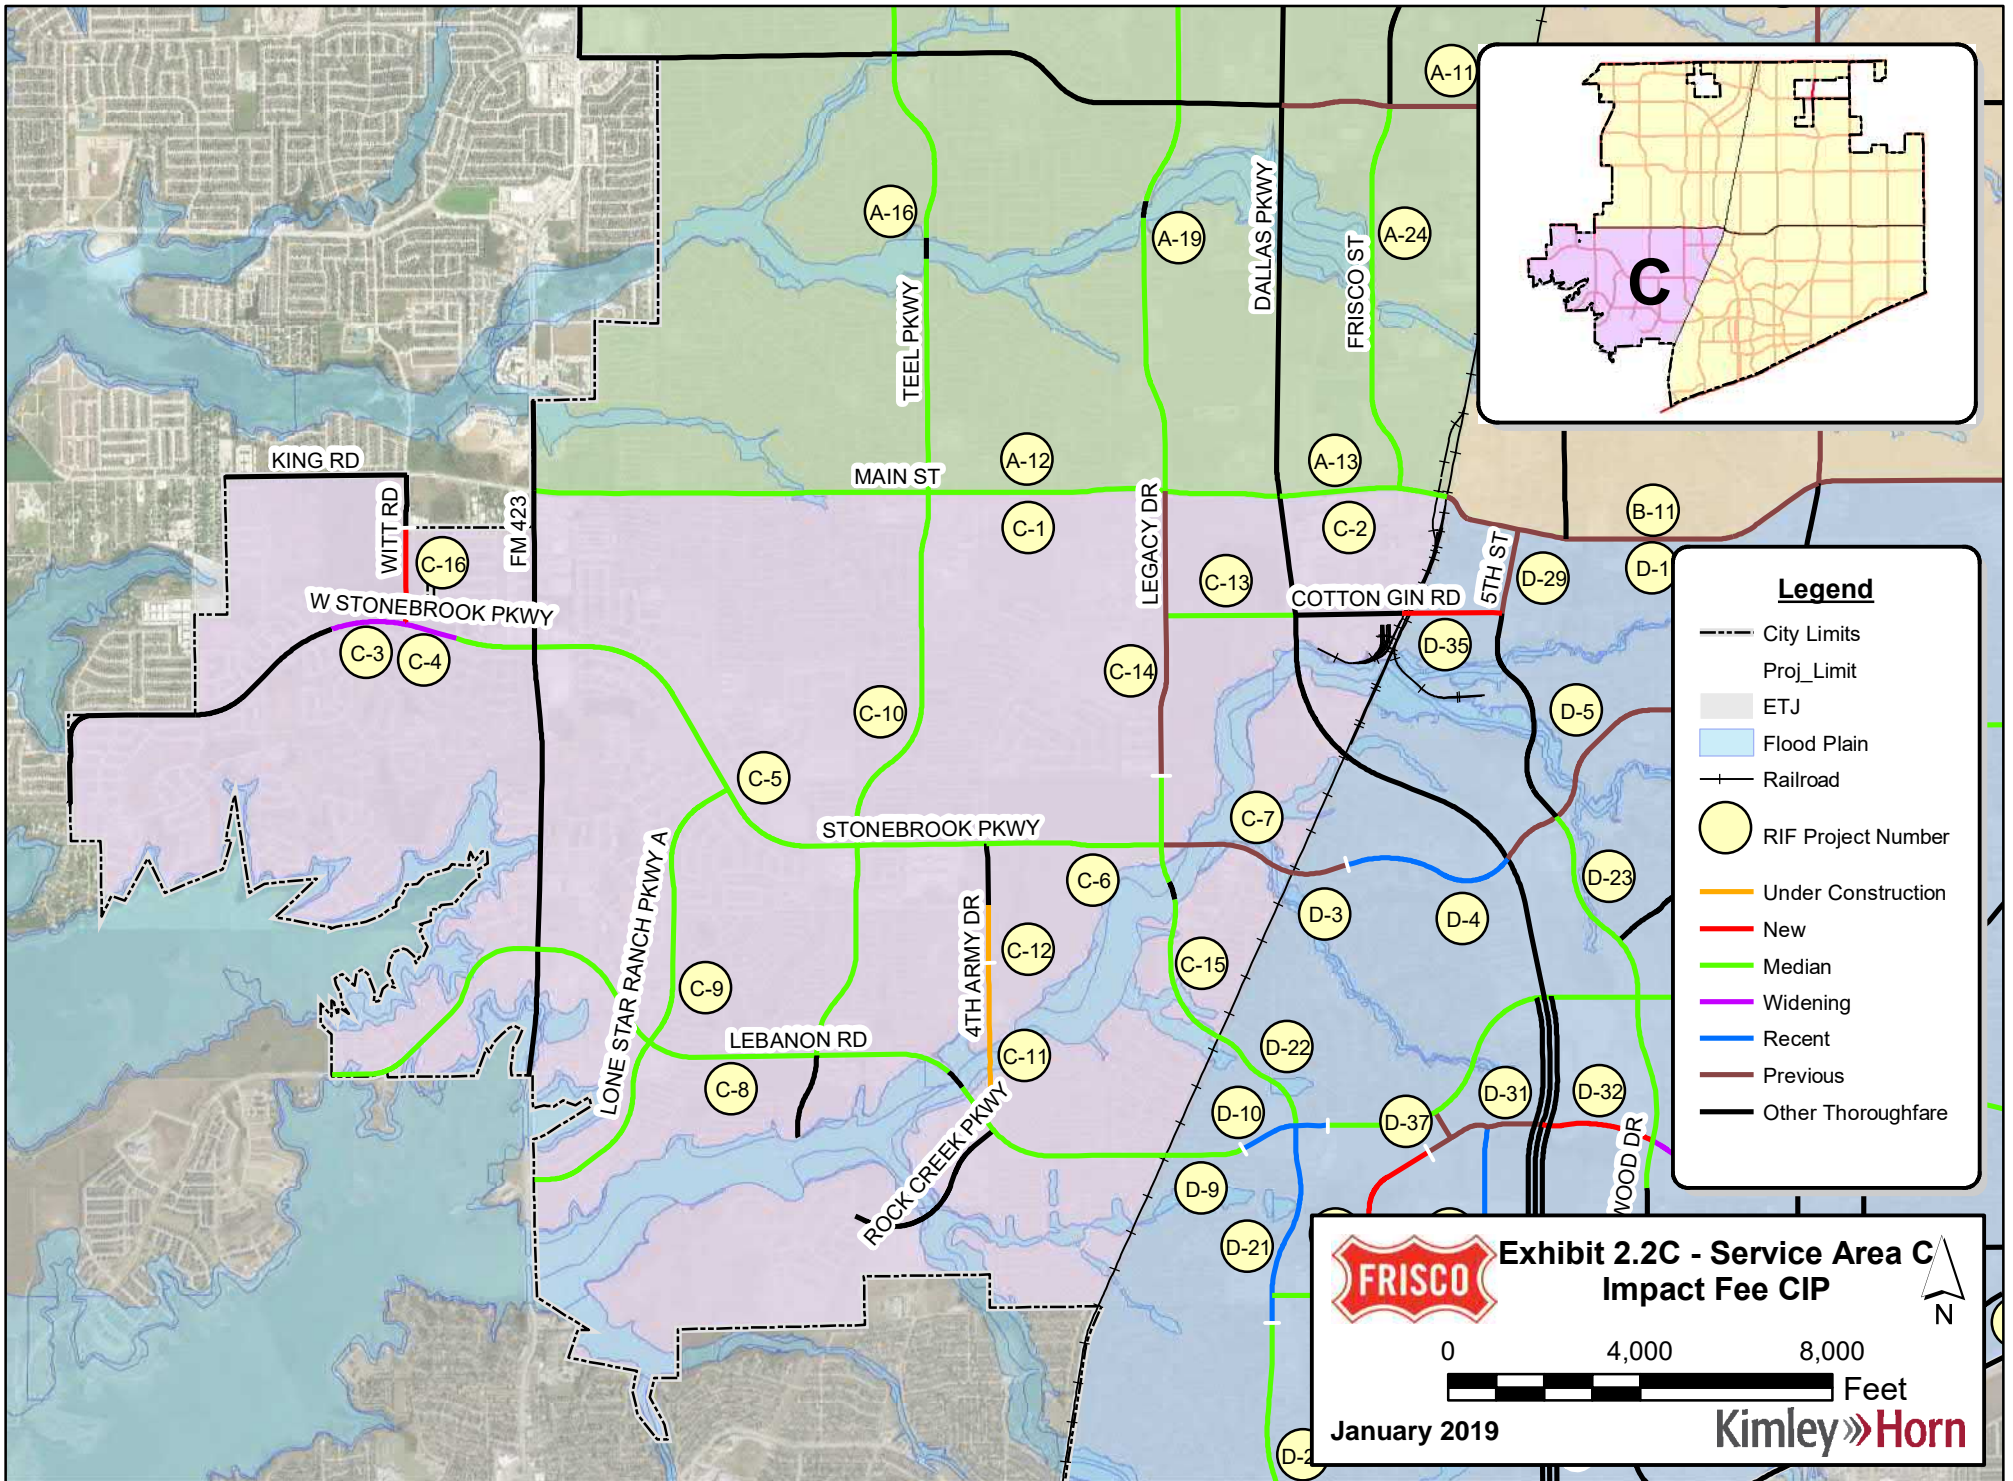 A-11
A-16
A-19
A-24
DALLAS PKWY
FRISCO ST
TEEL PKWY
C
KING RD
WITT RD
FM 423
MAIN ST
A-12
A-13
LEGACY DR
C-1
C-2
B-11
C-16
W STONEBROOK PKWY
C-3
C-4
C-13
COTTON GIN RD
5TH ST
D-29
D-1
D-35
C-14
C-10
D-5
C-5
STONEBROOK PKWY
C-7
C-6
D-3
D-4
D-23
LONE STAR RANCH PKWY A
4TH ARMY DR
C-12
C-15
C-9
LEBANON RD
C-11
C-8
D-22
D-10
D-37
D-31
D-32
WOOD DR
ROCK CREEK PKWY
D-9
D-21
D-2
Legend
City Limits
Proj_Limit
ETJ
Flood Plain
Railroad
RIF Project Number
Under Construction
New
Median
Widening
Recent
Previous
Other Thoroughfare
FRISCO
Exhibit 2.2C - Service Area C
Impact Fee CIP
N
0 4,000 8,000
Feet
January 2019
Kimley»Horn